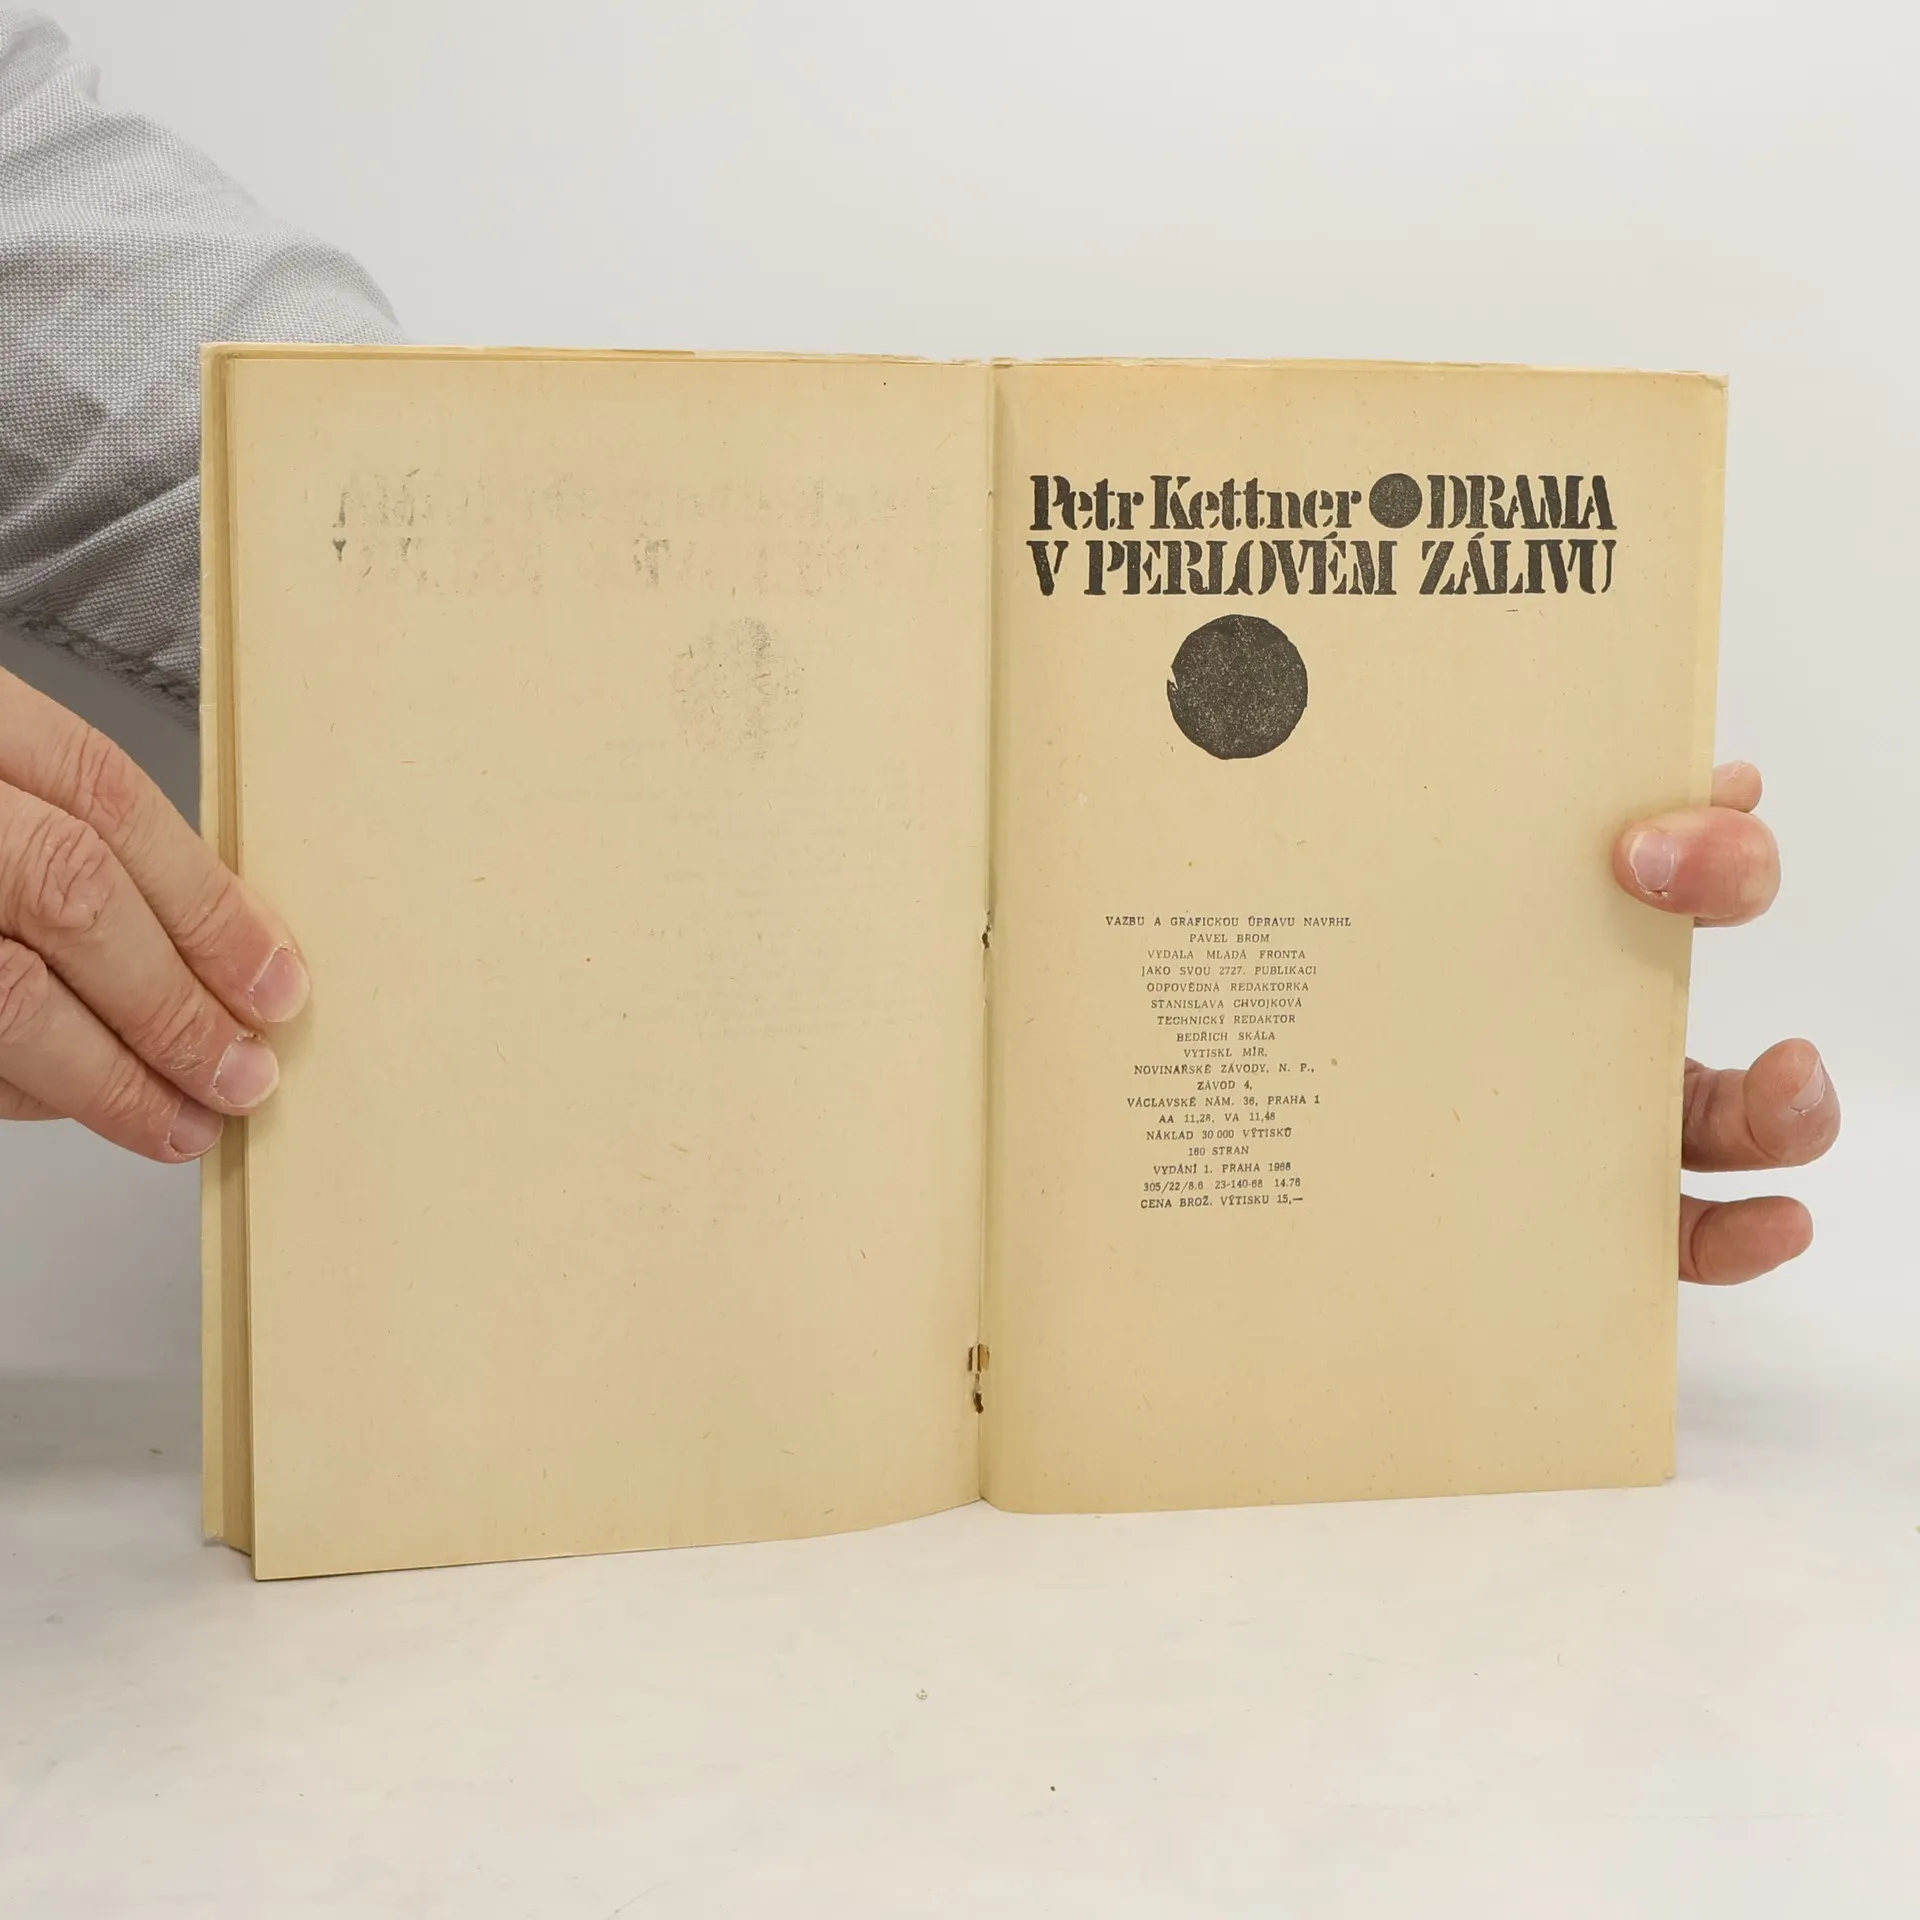 Petr Kettner ● DRAMA
V PERLOVÉM ZÁLIVU
VAZBU A GRAFICKOU ÚPRAVU NAVRHL
PAVEL BROM
VYDALA MLADÁ FRONTA
JAKO SVOU 2727. PUBLIKACI
ODPOVĚDNÁ REDAKTORKA
STANISLAVA CHVOJKOVÁ
TECHNICKÝ REDAKTOR
BEDŘICH SKÁLA
VYTISKL MÍR,
NOVINÁŘSKÉ ZÁVODY, N. P.,
ZÁVOD 4,
VÁCLAVSKÉ NÁM. 36, PRAHA 1
AA 11,28, VA 11,48
NÁKLAD 30 000 VÝTISKŮ
160 STRAN
VYDÁNÍ 1. PRAHA 1968
305/22/8.6 23-140-68 14.76
CENA BROŽ. VÝTISKU 15,—